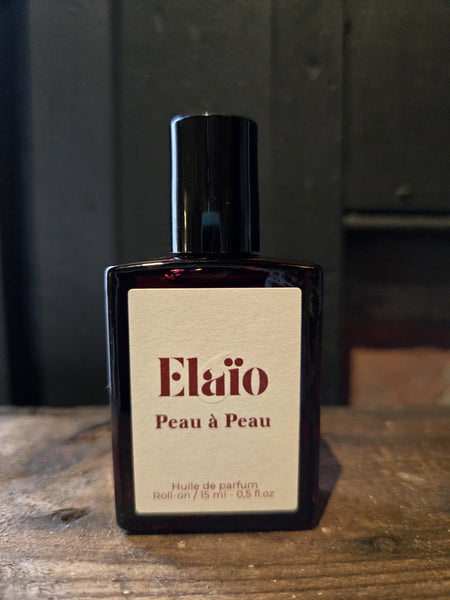 Elaïo
Peau à Peau
Huile de parfum
Roll-on / 15 ml - 0,5 fl.oz